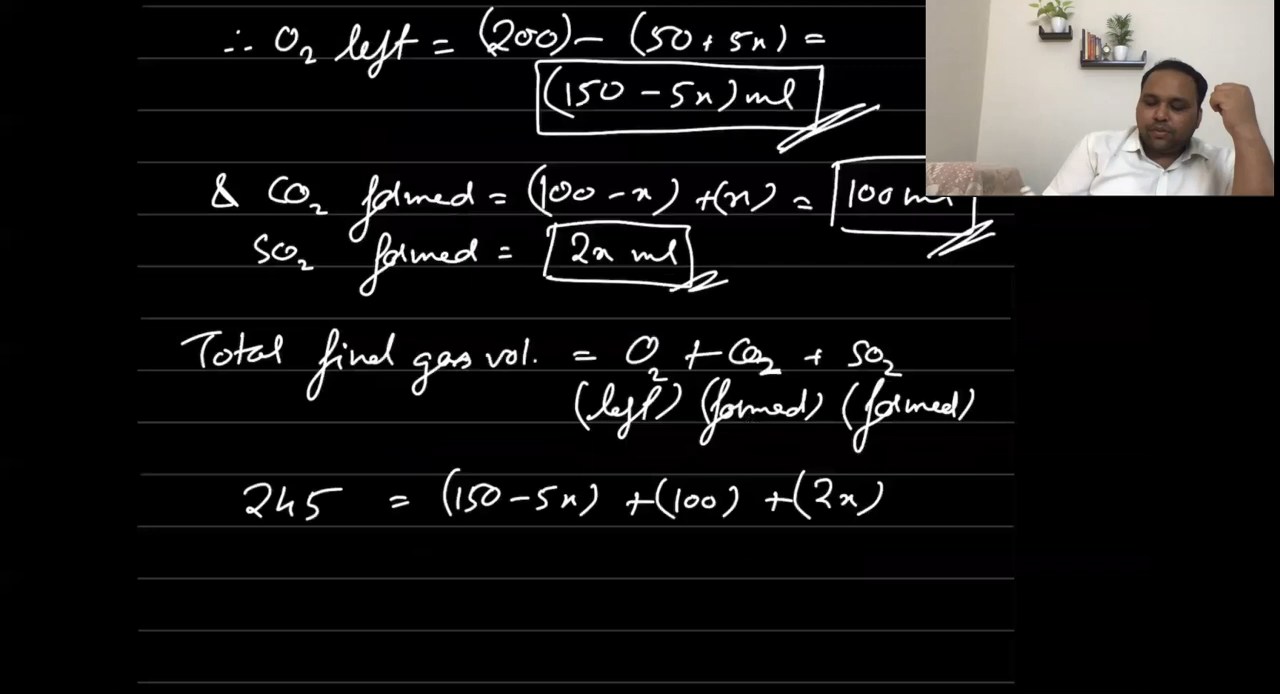 ∴ O₂ left = (200) – (50 + 5x) =
(150 – 5x) ml
& CO₂ formed = (100 – x) + (x) = 100 ml
SO₂ formed = 2x ml
Total final gas vol. = O₂ + CO₂ + SO₂
(left) (formed) (formed)
245 = (150 – 5x) + (100) + (2x)